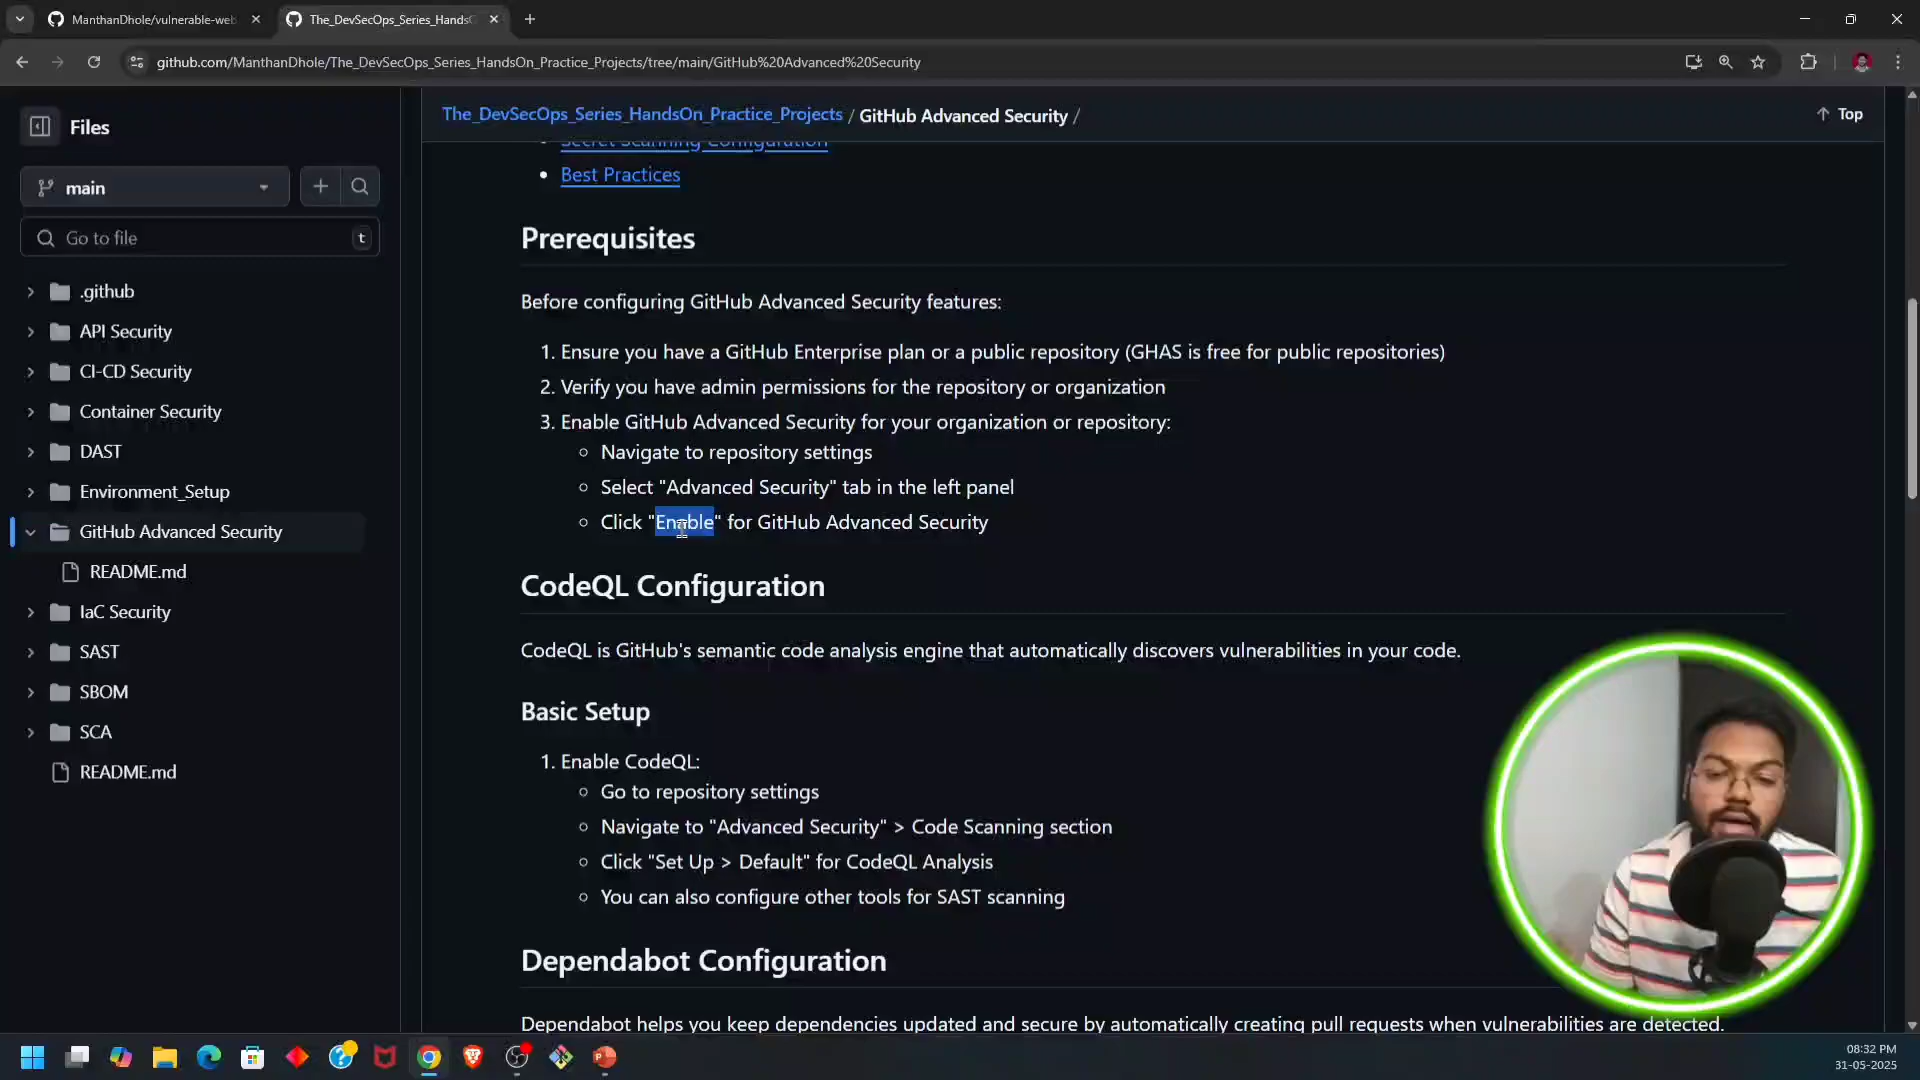 ManthanDhole/vulnerable-web
The_DevSecOps_Series_HandsO
github.com/ManthanDhole/The_DevSecOps_Series_HandsOn_Practice_Projects/tree/main/GitHub%20Advanced%20Security
Files
main
Go to file
t
.github
API Security
CI-CD Security
Container Security
DAST
Environment_Setup
GitHub Advanced Security
README.md
IaC Security
SAST
SBOM
SCA
README.md
The_DevSecOps_Series_HandsOn_Practice_Projects / GitHub Advanced Security /
Top
Secret Scanning Configuration
Best Practices
Prerequisites
Before configuring GitHub Advanced Security features:
1. Ensure you have a GitHub Enterprise plan or a public repository (GHAS is free for public repositories)
2. Verify you have admin permissions for the repository or organization
3. Enable GitHub Advanced Security for your organization or repository:
Navigate to repository settings
Select "Advanced Security" tab in the left panel
Click "Enable" for GitHub Advanced Security
CodeQL Configuration
CodeQL is GitHub's semantic code analysis engine that automatically discovers vulnerabilities in your code.
Basic Setup
1. Enable CodeQL:
Go to repository settings
Navigate to "Advanced Security" > Code Scanning section
Click "Set Up > Default" for CodeQL Analysis
You can also configure other tools for SAST scanning
Dependabot Configuration
Dependabot helps you keep dependencies updated and secure by automatically creating pull requests when vulnerabilities are detected.
08:32 PM
31-05-2025